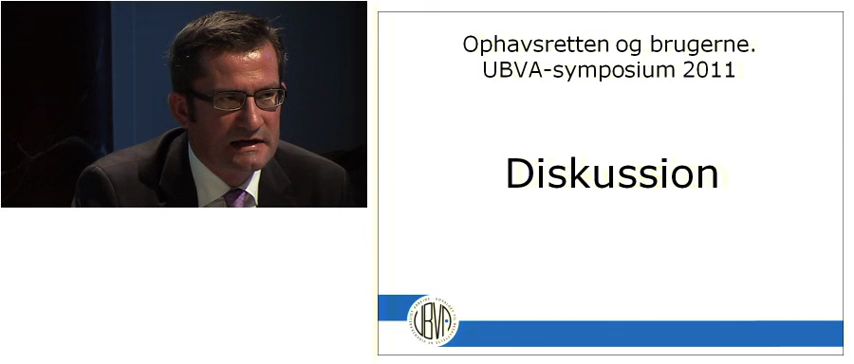 Ophavsretten og brugerne.
UBVA-symposium 2011
Diskussion
UBVA